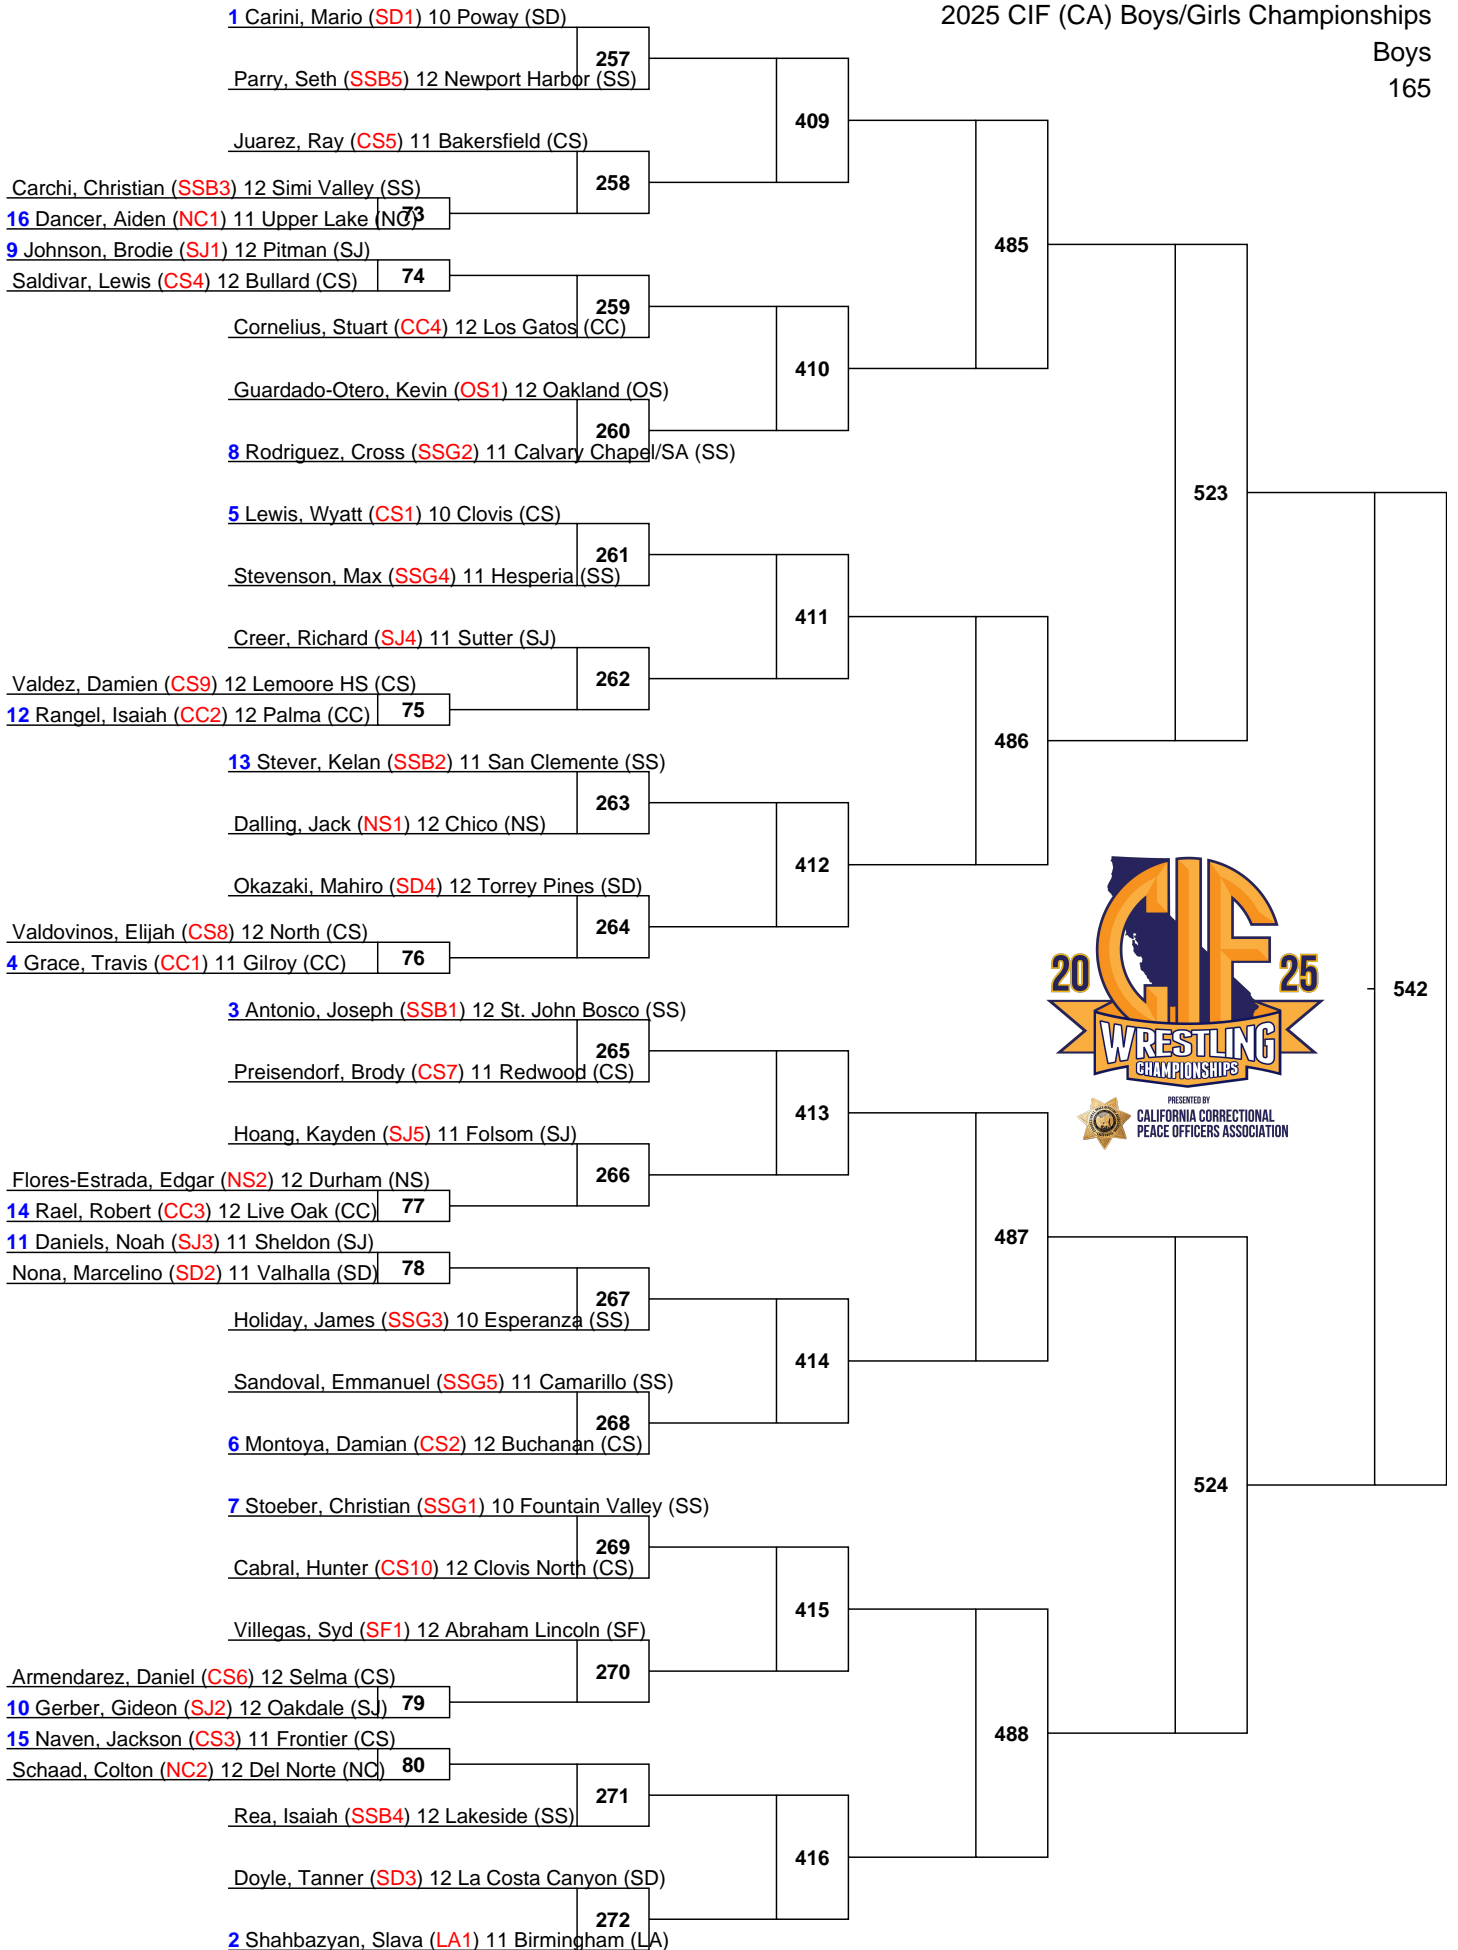 2025 CIF (CA) Boys/Girls Championships
Boys
165
1 Carini, Mario (SD1) 10 Poway (SD)
257
Parry, Seth (SSB5) 12 Newport Harbor (SS)
409
Juarez, Ray (CS5) 11 Bakersfield (CS)
258
Carchi, Christian (SSB3) 12 Simi Valley (SS)
73
16 Dancer, Aiden (NC1) 11 Upper Lake (NC)
485
9 Johnson, Brodie (SJ1) 12 Pitman (SJ)
74
Saldivar, Lewis (CS4) 12 Bullard (CS)
259
Cornelius, Stuart (CC4) 12 Los Gatos (CC)
410
Guardado-Otero, Kevin (OS1) 12 Oakland (OS)
260
8 Rodriguez, Cross (SSG2) 11 Calvary Chapel/SA (SS)
523
5 Lewis, Wyatt (CS1) 10 Clovis (CS)
261
Stevenson, Max (SSG4) 11 Hesperia (SS)
411
Creer, Richard (SJ4) 11 Sutter (SJ)
262
Valdez, Damien (CS9) 12 Lemoore HS (CS)
75
12 Rangel, Isaiah (CC2) 12 Palma (CC)
486
13 Stever, Kelan (SSB2) 11 San Clemente (SS)
263
Dalling, Jack (NS1) 12 Chico (NS)
412
Okazaki, Mahiro (SD4) 12 Torrey Pines (SD)
264
Valdovinos, Elijah (CS8) 12 North (CS)
76
4 Grace, Travis (CC1) 11 Gilroy (CC)
20 CIF 25
WRESTLING
CHAMPIONSHIPS
PRESENTED BY
CALIFORNIA CORRECTIONAL
PEACE OFFICERS ASSOCIATION
542
3 Antonio, Joseph (SSB1) 12 St. John Bosco (SS)
265
Preisendorf, Brody (CS7) 11 Redwood (CS)
413
Hoang, Kayden (SJ5) 11 Folsom (SJ)
266
Flores-Estrada, Edgar (NS2) 12 Durham (NS)
77
14 Rael, Robert (CC3) 12 Live Oak (CC)
487
11 Daniels, Noah (SJ3) 11 Sheldon (SJ)
78
Nona, Marcelino (SD2) 11 Valhalla (SD)
267
Holiday, James (SSG3) 10 Esperanza (SS)
414
Sandoval, Emmanuel (SSG5) 11 Camarillo (SS)
268
6 Montoya, Damian (CS2) 12 Buchanan (CS)
524
7 Stoeber, Christian (SSG1) 10 Fountain Valley (SS)
269
Cabral, Hunter (CS10) 12 Clovis North (CS)
415
Villegas, Syd (SF1) 12 Abraham Lincoln (SF)
270
Armendarez, Daniel (CS6) 12 Selma (CS)
79
10 Gerber, Gideon (SJ2) 12 Oakdale (SJ)
488
15 Naven, Jackson (CS3) 11 Frontier (CS)
80
Schaad, Colton (NC2) 12 Del Norte (NC)
271
Rea, Isaiah (SSB4) 12 Lakeside (SS)
416
Doyle, Tanner (SD3) 12 La Costa Canyon (SD)
272
2 Shahbazyan, Slava (LA1) 11 Birmingham (LA)